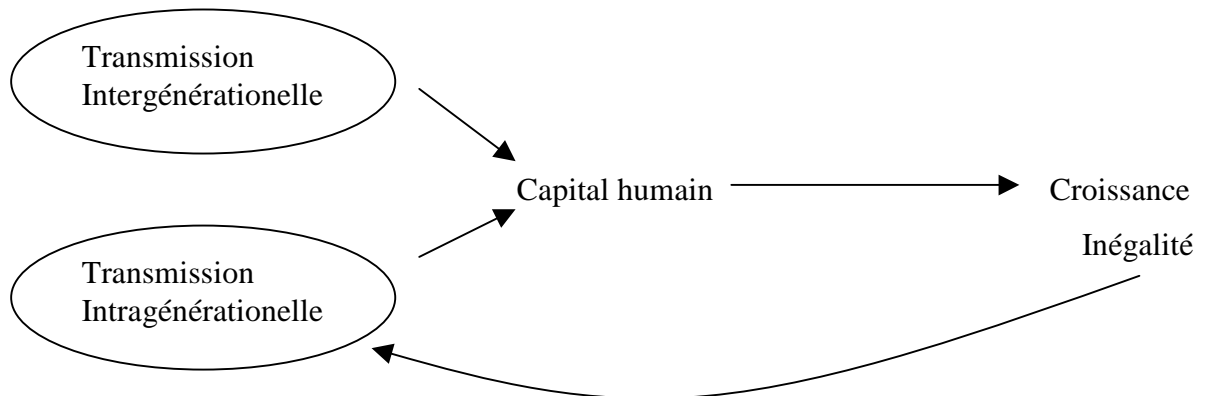 Transmission
Intergénérationelle
Capital humain
Croissance
Inégalité
Transmission
Intragénérationelle